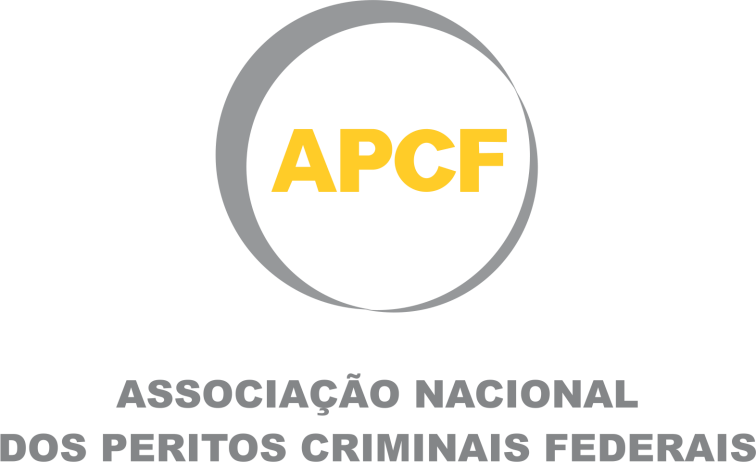 APCF
ASSOCIAÇÃO NACIONAL
DOS PERITOS CRIMINAIS FEDERAIS